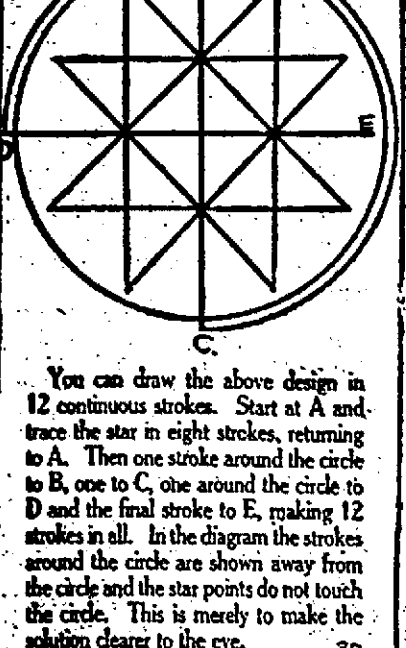 D
E
C.
You can draw the above design in
12 continuous strokes. Start at A and
trace the star in eight strokes, returning
to A. Then one stroke around the circle
to B, one to C, one around the circle to
D and the final stroke to E, making 12
strokes in all. In the diagram the strokes
around the circle are shown away from
the circle and the star points do not touch
the circle. This is merely to make the
solution clearer to the eye.